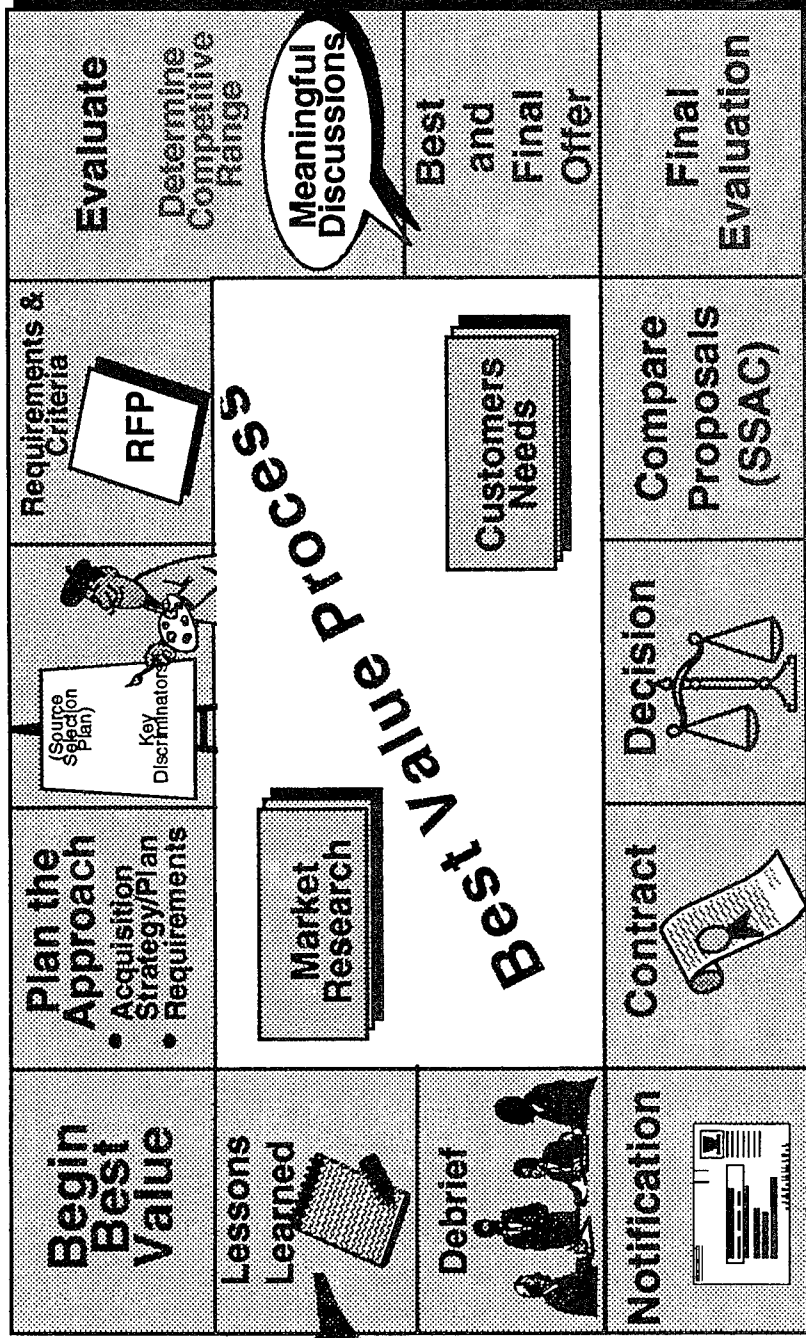 Begin
Best
Value
Plan the
Approach
• Acquisition
Strategy/Plan
• Requirements
(Source
Selection
Plan)
Key
Discriminators
Requirements &
Criteria
RFP
Evaluate
Determine
Competitive
Range
Meaningful
Discussions
Best
and
Final
Offer
Final
Evaluation
Compare
Proposals
(SSAC)
Decision
Contract
Notification
Debrief
Lessons
Learned
Market
Research
Best Value Process
Customers
Needs